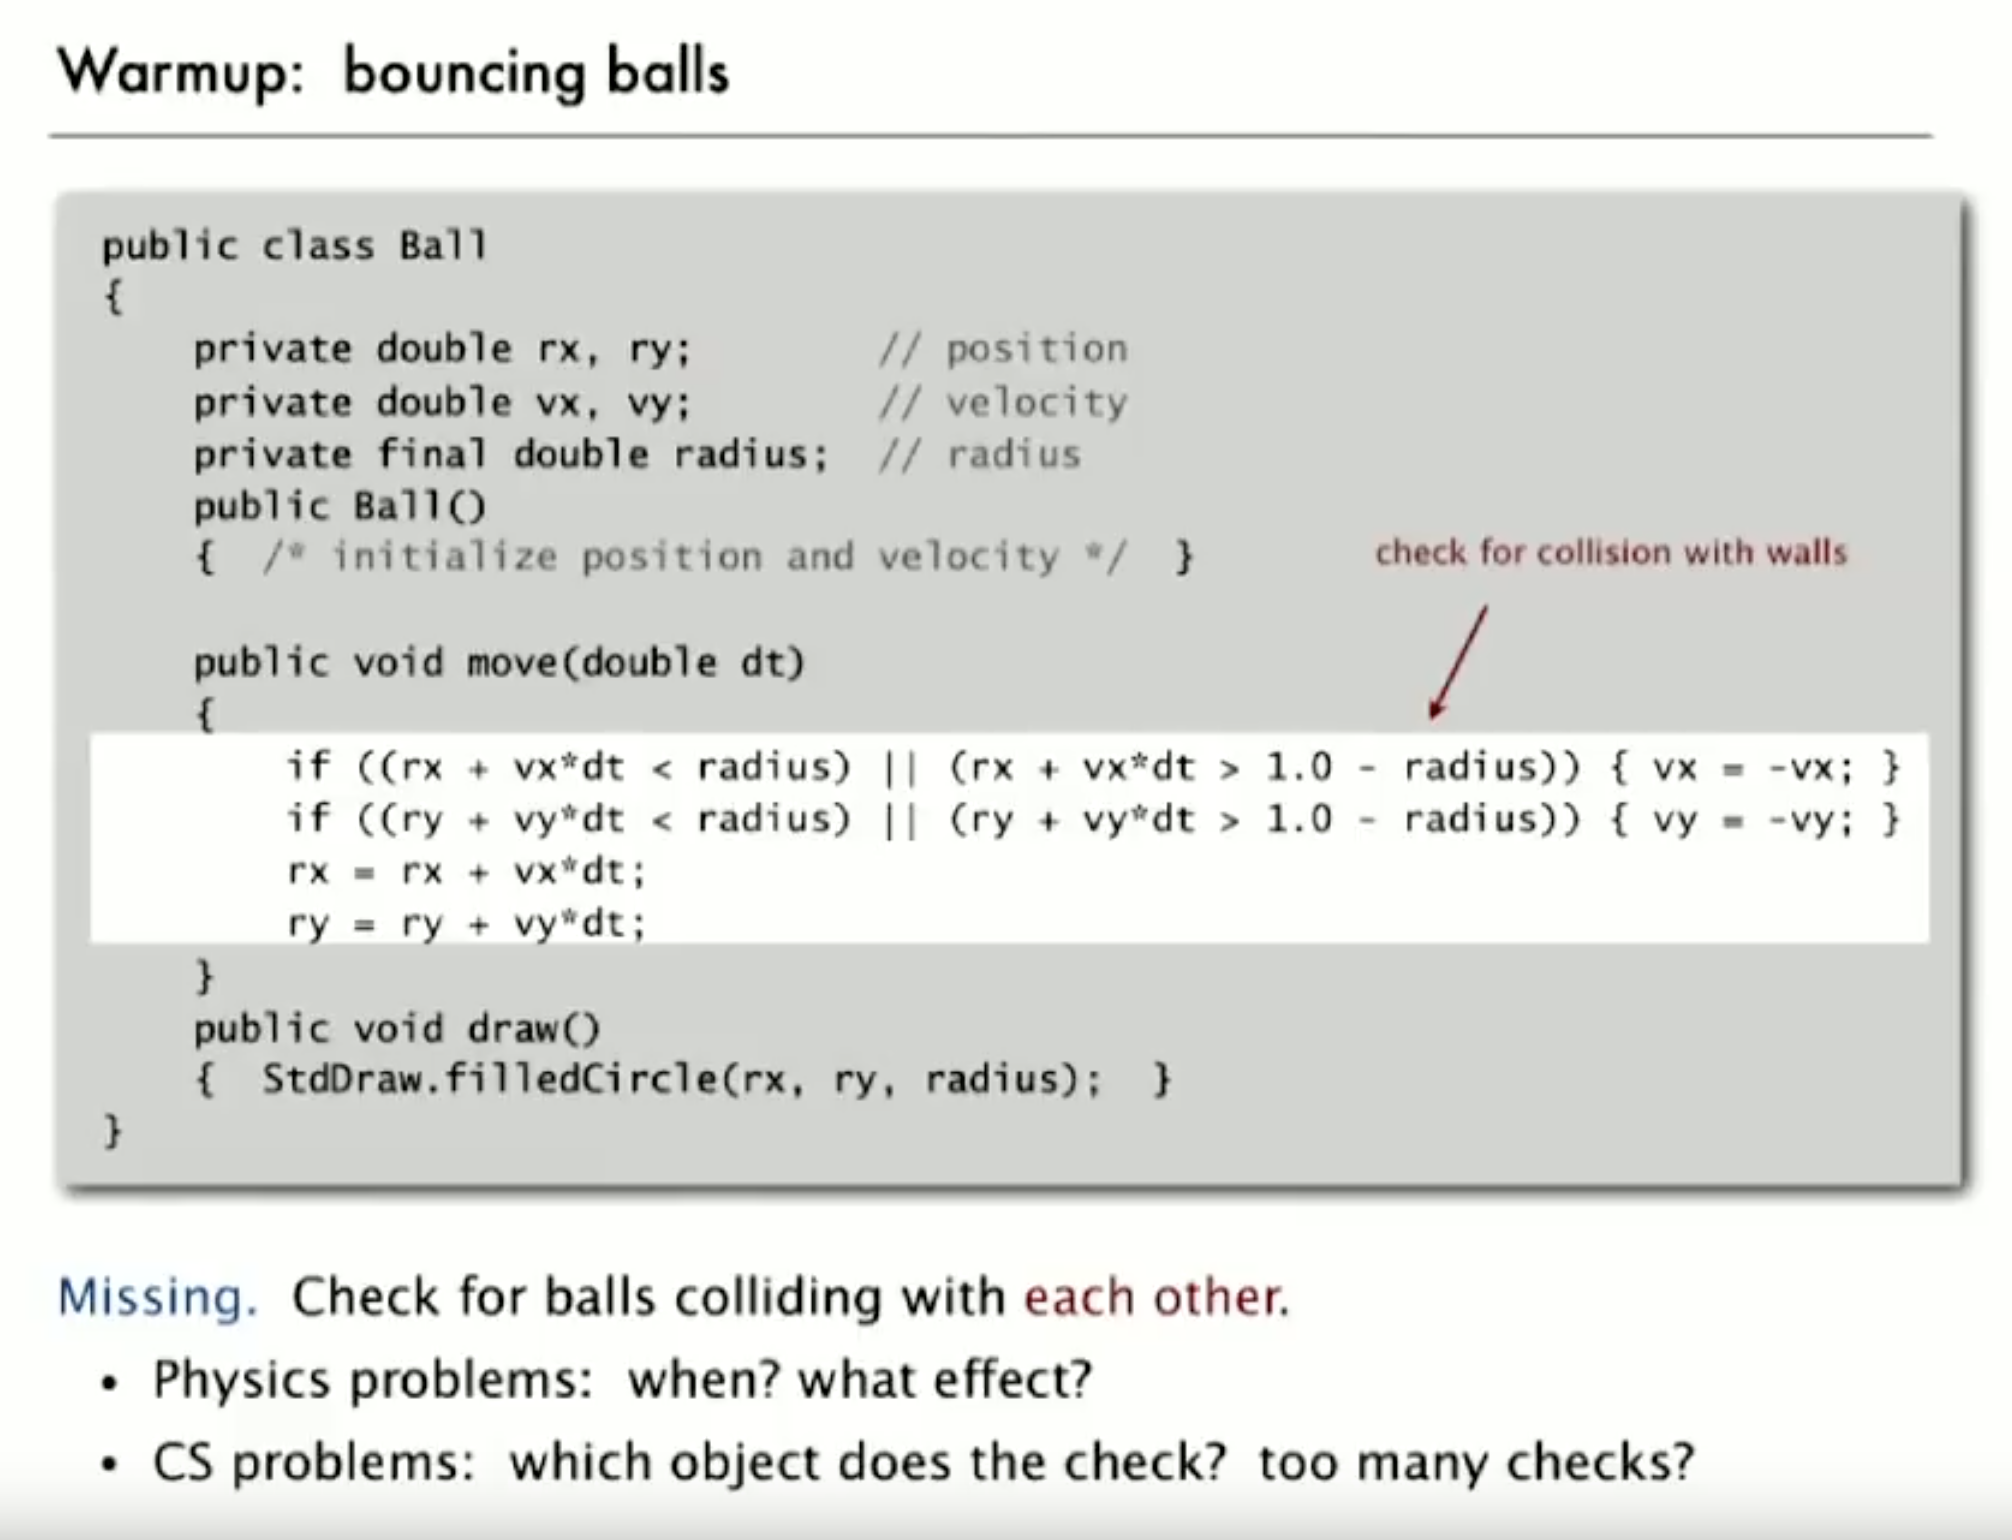 Warmup: bouncing balls
public class Ball
{
private double rx, ry; // position
private double vx, vy; // velocity
private final double radius; // radius
public Ball()
{ /* initialize position and velocity */ }
check for collision with walls
public void move(double dt)
{
if ((rx + vx*dt < radius) || (rx + vx*dt > 1.0 - radius)) { vx = -vx; }
if ((ry + vy*dt < radius) || (ry + vy*dt > 1.0 - radius)) { vy = -vy; }
rx = rx + vx*dt;
ry = ry + vy*dt;
}
public void draw()
{ StdDraw.filledCircle(rx, ry, radius); }
}
Missing. Check for balls colliding with each other.
• Physics problems: when? what effect?
• CS problems: which object does the check? too many checks?